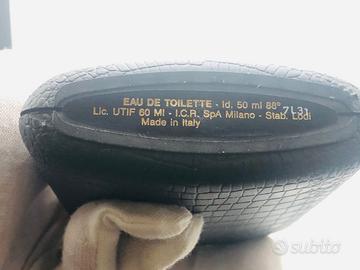 EAU DE TOILETTE - Id. 50 ml 88°
Lic. UTIF 60 MI - I.C.R. SpA Milano - Stab. Lodi
Made in Italy
7L31
subito